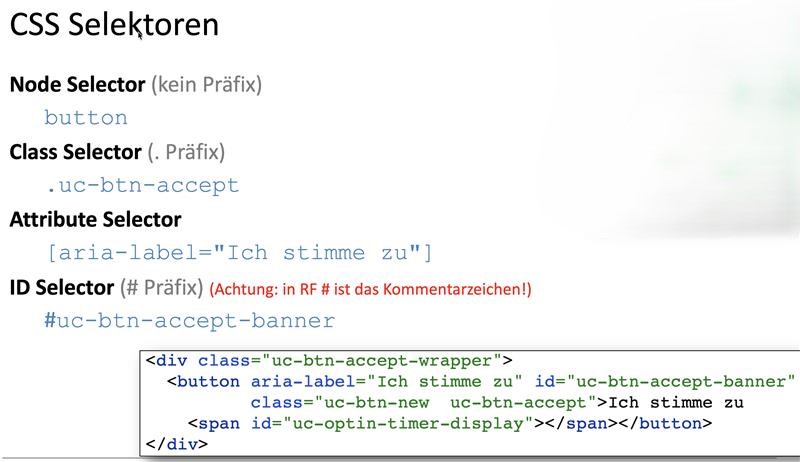 CSS Selektoren
Node Selector (kein Präfix)
button
Class Selector (. Präfix)
.uc-btn-accept
Attribute Selector
[aria-label="Ich stimme zu"]
ID Selector (# Präfix) (Achtung: in RF # ist das Kommentarzeichen!)
#uc-btn-accept-banner
<div class="uc-btn-accept-wrapper">
<button aria-label="Ich stimme zu" id="uc-btn-accept-banner"
class="uc-btn-new  uc-btn-accept">Ich stimme zu
<span id="uc-optin-timer-display"></span></button>
</div>